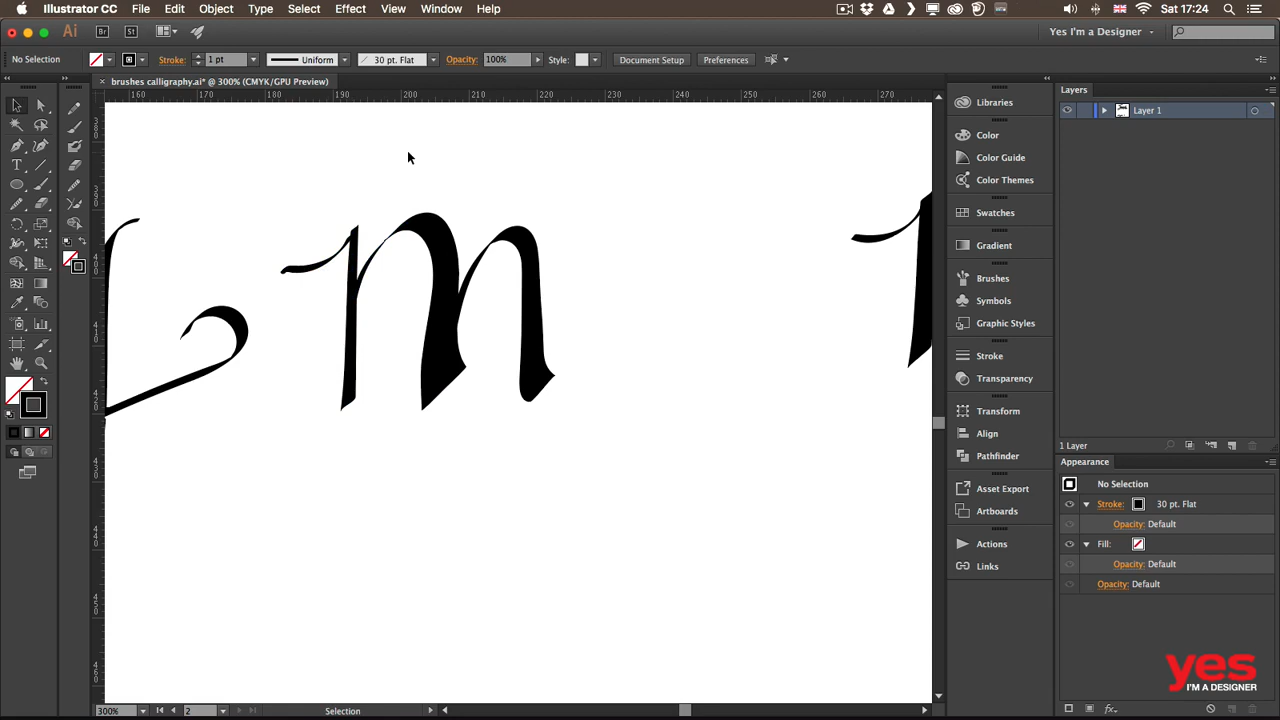 Illustrator CC File Edit Object Type Select Effect View Window Help Sat 17:24
Ai Br St Yes I'm a Designer
No Selection Stroke: 1 pt Uniform 30 pt. Flat Opacity: 100% Style: Document Setup Preferences
brushes calligraphy.ai* @ 300% (CMYK/GPU Preview)
160 170 180 190 200 210 220 230 240 250 260 270
m
Libraries
Color
Color Guide
Color Themes
Swatches
Gradient
Brushes
Symbols
Graphic Styles
Stroke
Transparency
Transform
Align
Pathfinder
Asset Export
Artboards
Actions
Links
Layers
Layer 1
1 Layer
Appearance
No Selection
Stroke: 30 pt. Flat
Opacity: Default
Fill:
Opacity: Default
Opacity: Default
yes
I'M A DESIGNER
300% 2 Selection